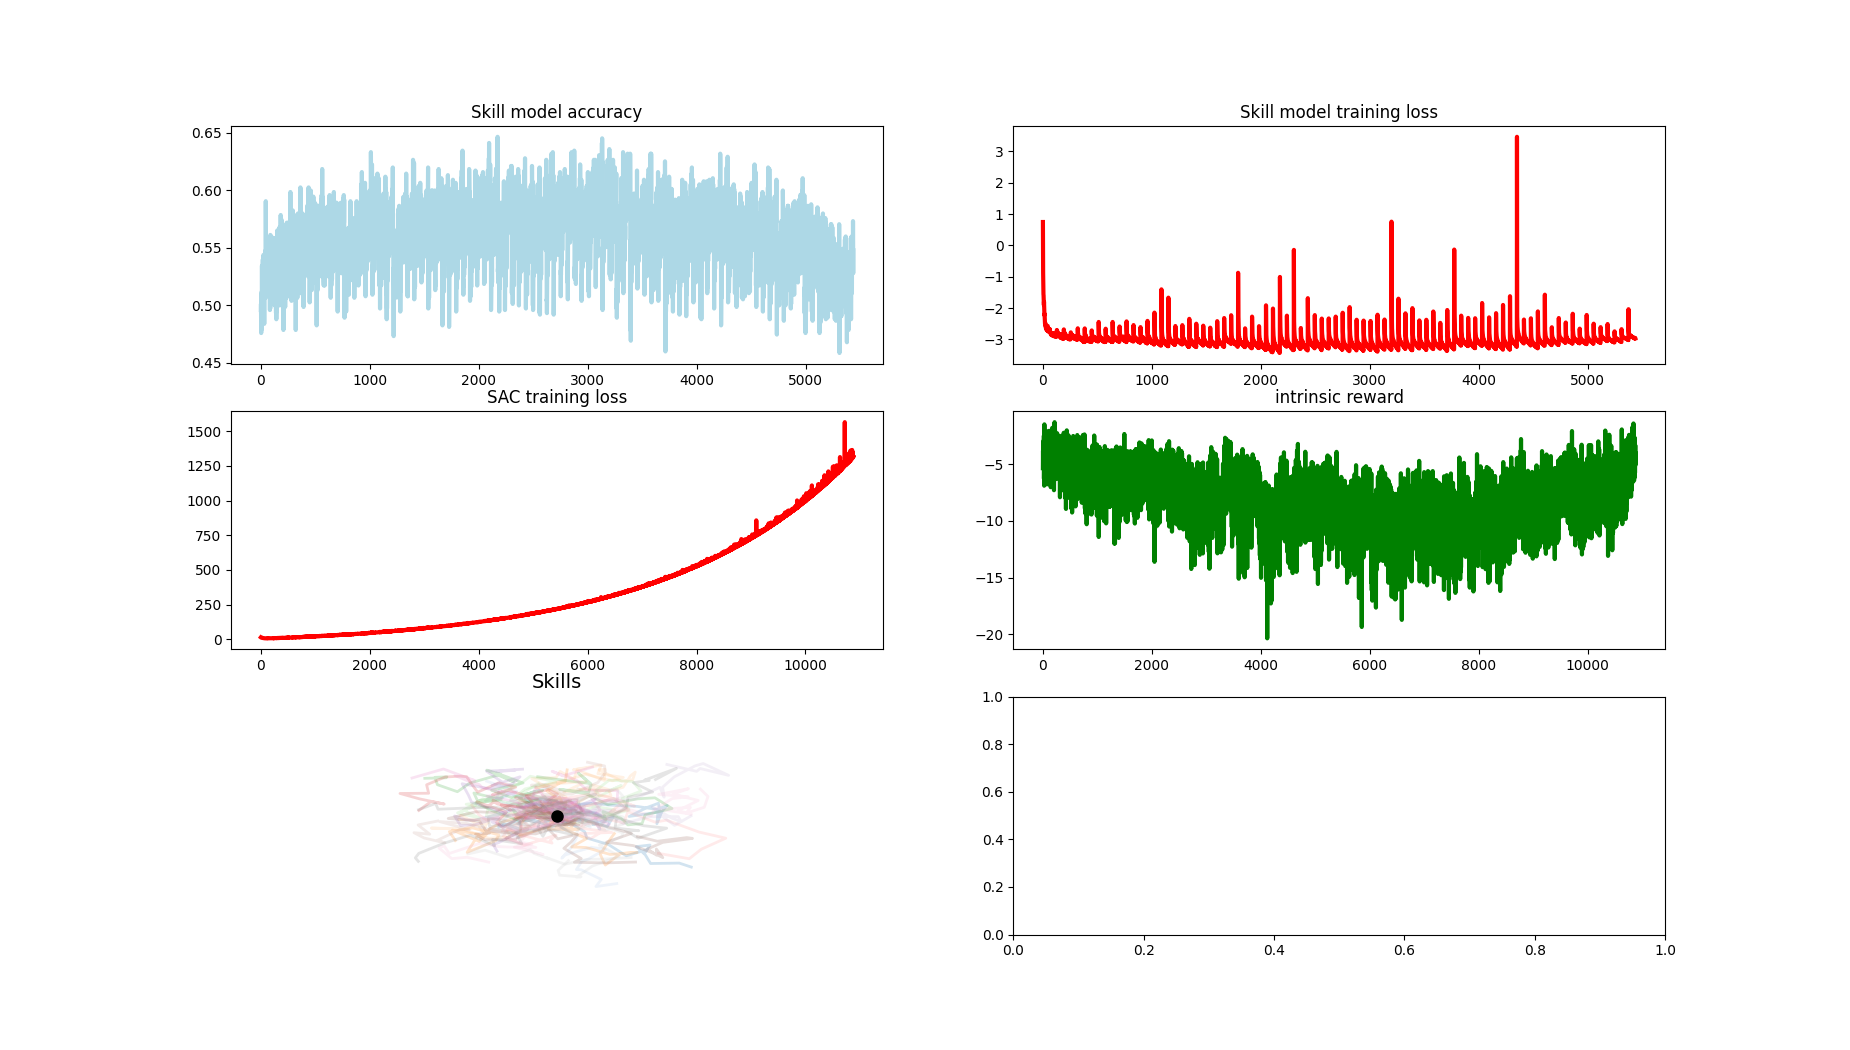 Skill model accuracy
0.65
0.60
0.55
0.50
0.45
0 1000 2000 3000 4000 5000
Skill model training loss
3
2
1
0
−1
−2
−3
0 1000 2000 3000 4000 5000
SAC training loss
1500
1250
1000
750
500
250
0
0 2000 4000 6000 8000 10000
intrinsic reward
−5
−10
−15
−20
0 2000 4000 6000 8000 10000
Skills
1.0
0.8
0.6
0.4
0.2
0.0
0.0 0.2 0.4 0.6 0.8 1.0